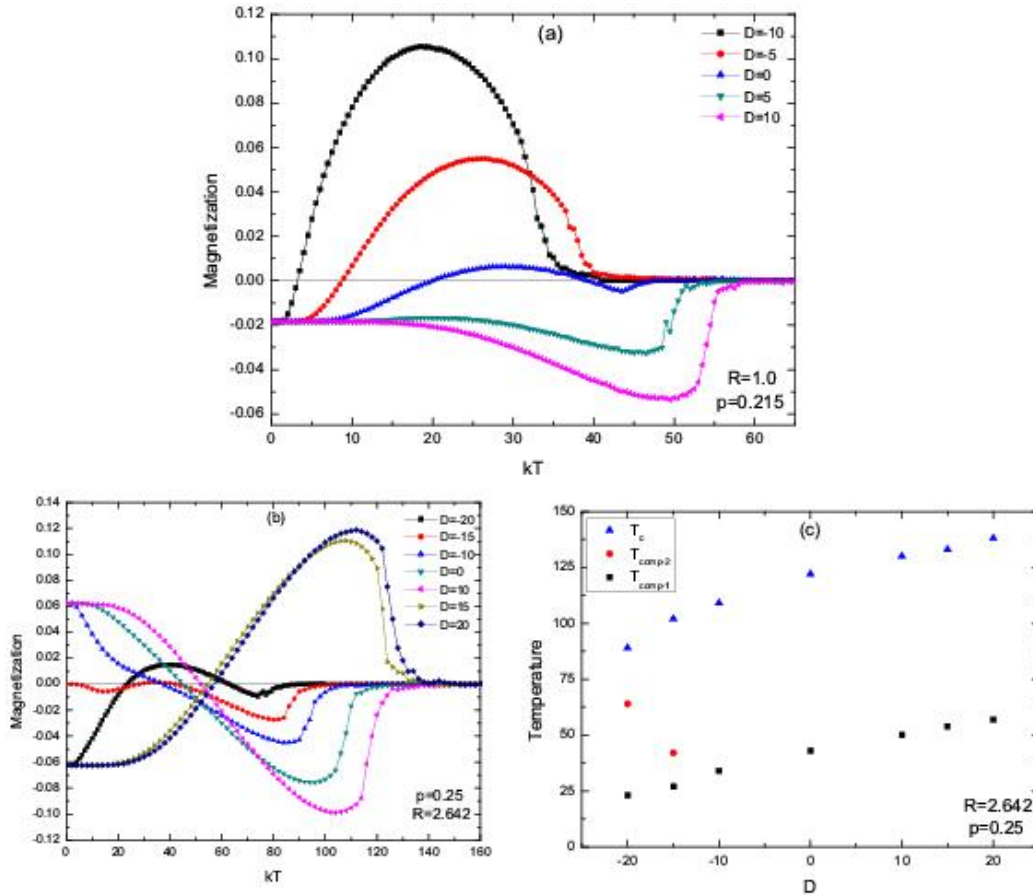 (a)
D=-10
D=-5
D=0
D=5
D=10
0.10
0.08
0.06
0.04
0.02
0.00
-0.02
-0.04
-0.06
Magnetization
R=1.0
p=0.215
0 10 20 30 40 50 60
kT
(b)
D=-20
D=-15
D=-10
D=0
D=10
D=15
D=20
0.14
0.12
0.10
0.08
0.06
0.04
0.02
0.00
-0.02
-0.04
-0.06
-0.08
-0.10
-0.12
Magnetization
p=0.25
R=2.642
0 20 40 60 80 100 120 140 160
kT
(c)
T_c
T_comp-2
T_comp-1
150
125
100
75
50
25
0
Temperature
R=2.642
p=0.25
-20 -10 0 10 20
D